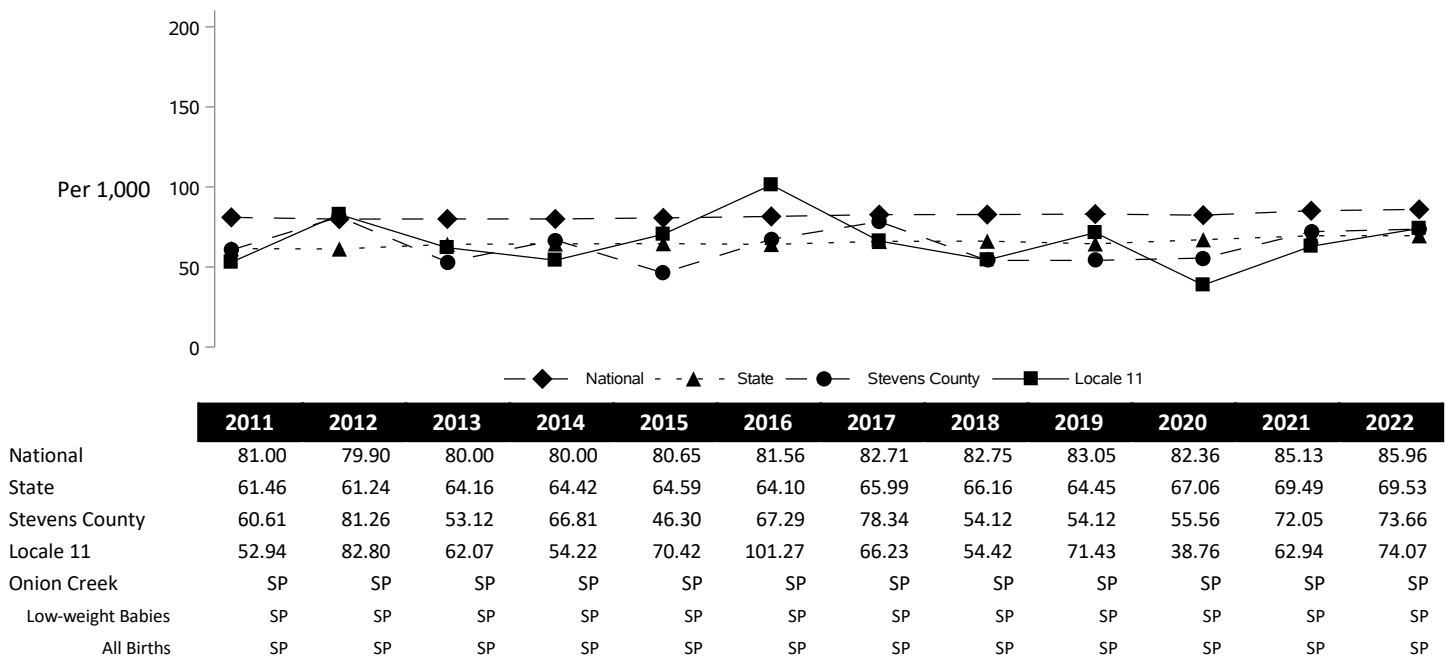 200
150
Per 1,000
100
50
0
National State Stevens County Locale 11
2011 2012 2013 2014 2015 2016 2017 2018 2019 2020 2021 2022
National 81.00 79.90 80.00 80.00 80.65 81.56 82.71 82.75 83.05 82.36 85.13 85.96
State 61.46 61.24 64.16 64.42 64.59 64.10 65.99 66.16 64.45 67.06 69.49 69.53
Stevens County 60.61 81.26 53.12 66.81 46.30 67.29 78.34 54.12 54.12 55.56 72.05 73.66
Locale 11 52.94 82.80 62.07 54.22 70.42 101.27 66.23 54.42 71.43 38.76 62.94 74.07
Onion Creek SP SP SP SP SP SP SP SP SP SP SP SP
Low-weight Babies SP SP SP SP SP SP SP SP SP SP SP SP
All Births SP SP SP SP SP SP SP SP SP SP SP SP